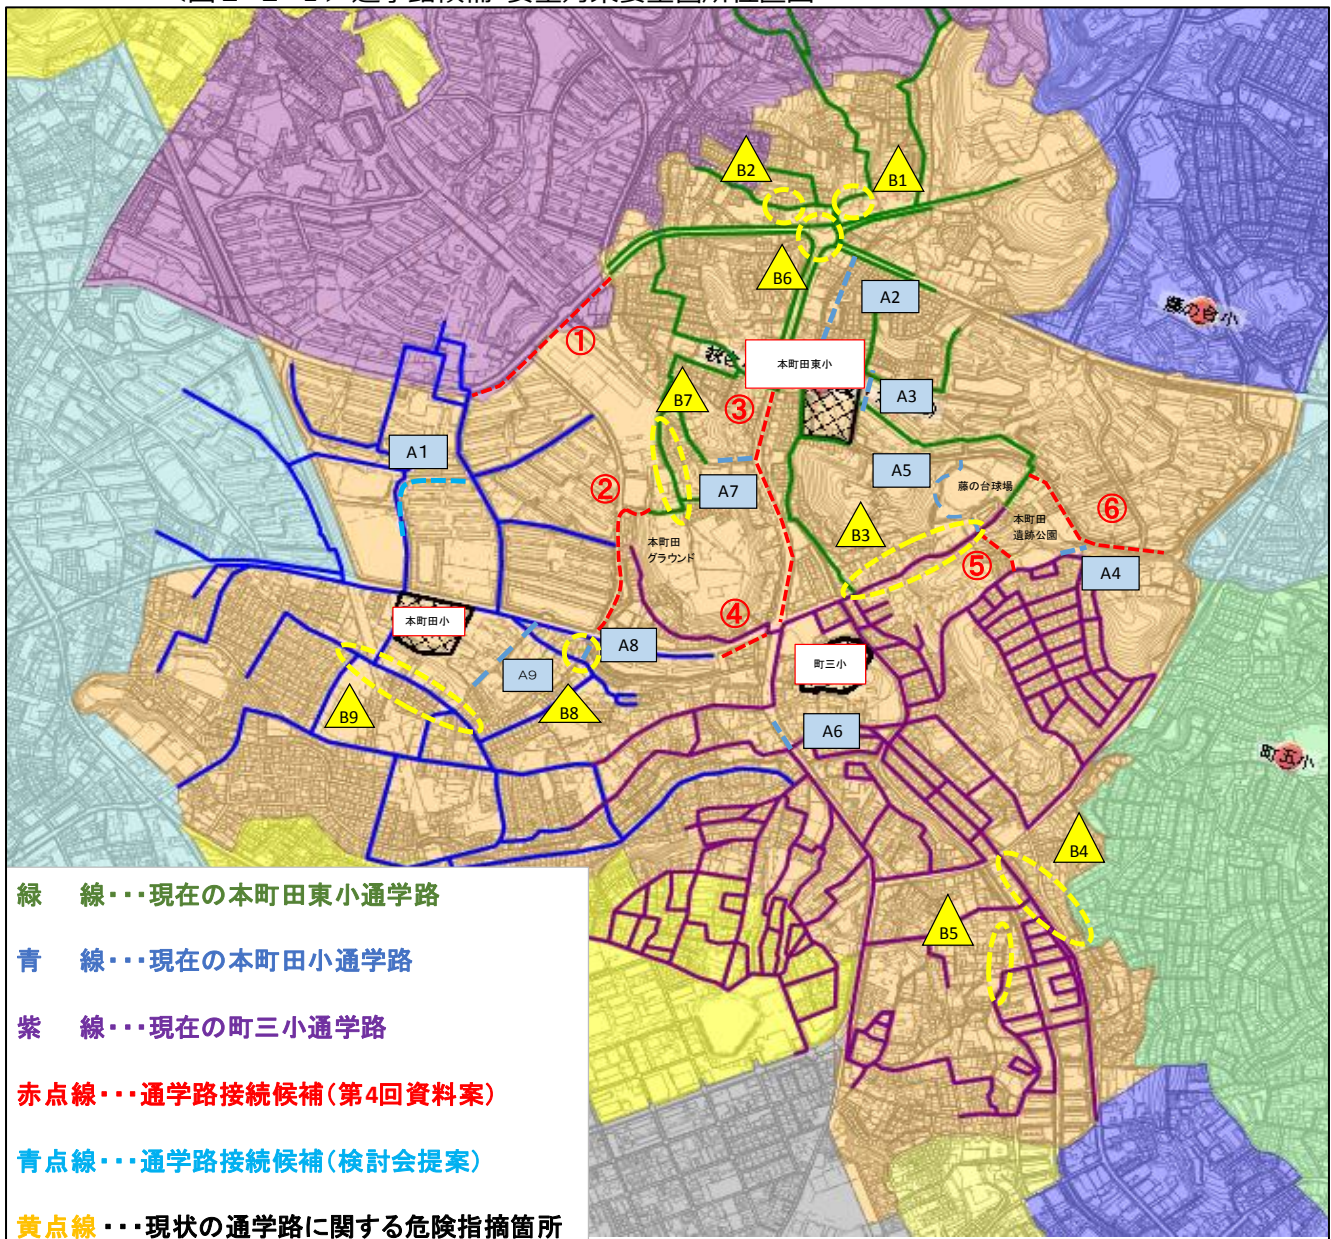 B2
B1
B6
A2
藤の台小
①
本町田東小
B7
③
A3
A1
A5
藤の台球場
②
A7
本町田
グラウンド
B3
本町田
遺跡公園
⑥
⑤
A4
④
本町田小
A8
A9
町三小
B9
B8
A6
町五小
B4
B5
緑　線・・・現在の本町田東小通学路
青　線・・・現在の本町田小通学路
紫　線・・・現在の町三小通学路
赤点線・・・通学路接続候補(第4回資料案)
青点線・・・通学路接続候補(検討会提案)
黄点線・・・現状の通学路に関する危険指摘箇所